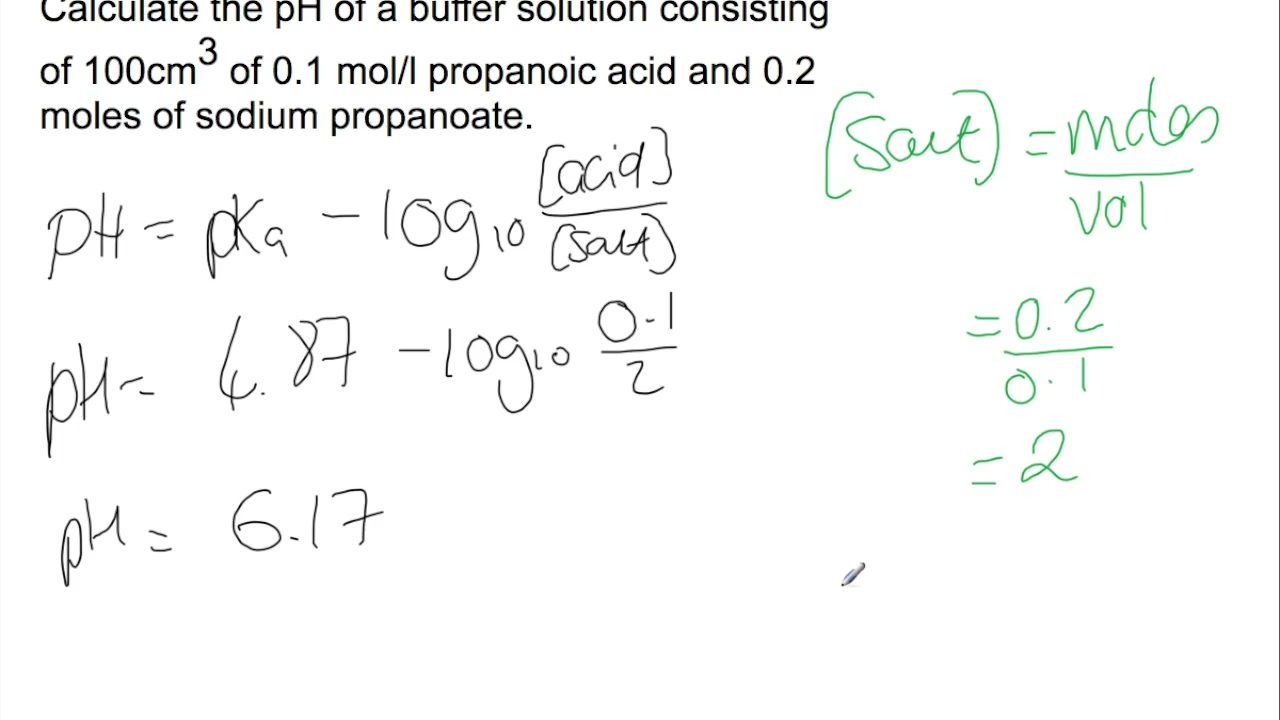 Calculate the pH of a buffer solution consisting
of 100cm³ of 0.1 mol/l propanoic acid and 0.2
moles of sodium propanoate.
pH = pKa - log10 [acid]/[salt]
pH = 4.87 - log10 0.1/2
pH = 6.17
[Salt] = moles/vol
= 0.2/0.1
= 2